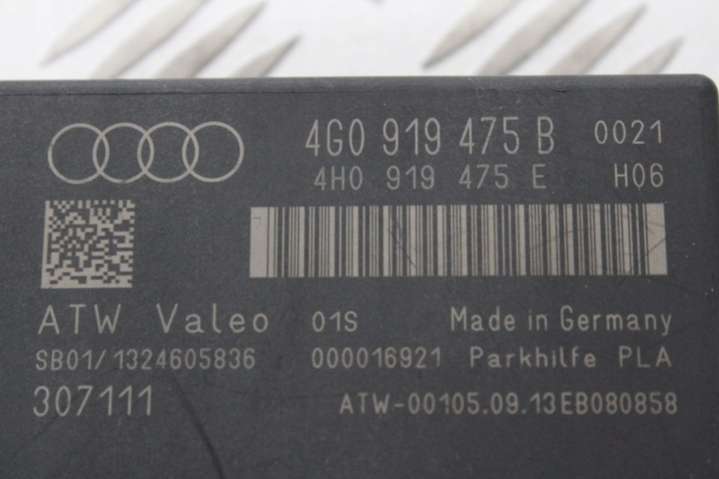 4G0 919 475 B 0021
4H0 919 475 E H06
ATW Valeo 01S Made in Germany
SB01/1324605836 000016921 Parkhilfe PLA
307111 ATW-00105.09.13EB080858